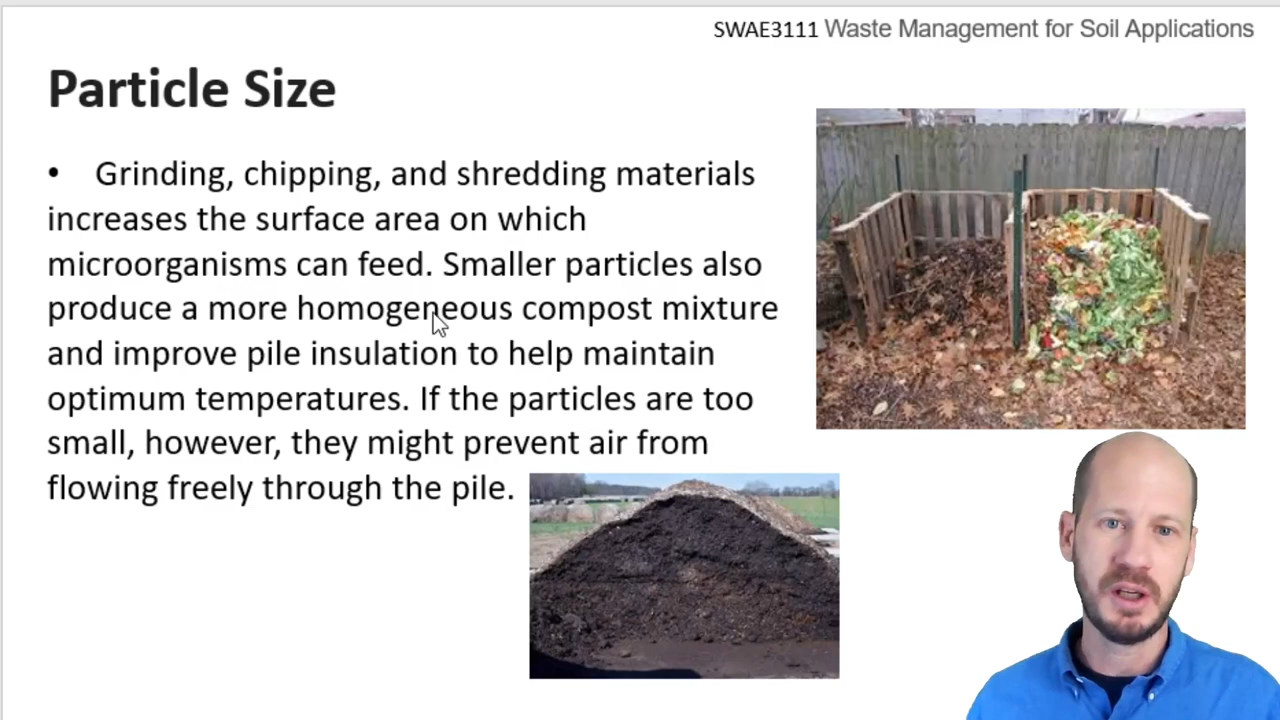 SWAE3111 Waste Management for Soil Applications
Particle Size
• Grinding, chipping, and shredding materials
increases the surface area on which
microorganisms can feed. Smaller particles also
produce a more homogeneous compost mixture
and improve pile insulation to help maintain
optimum temperatures. If the particles are too
small, however, they might prevent air from
flowing freely through the pile.